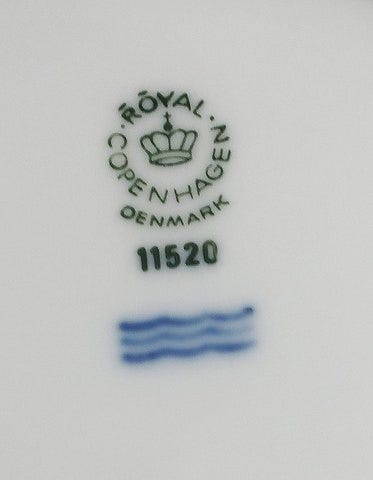 ROYAL
COPENHAGEN
DENMARK
11520